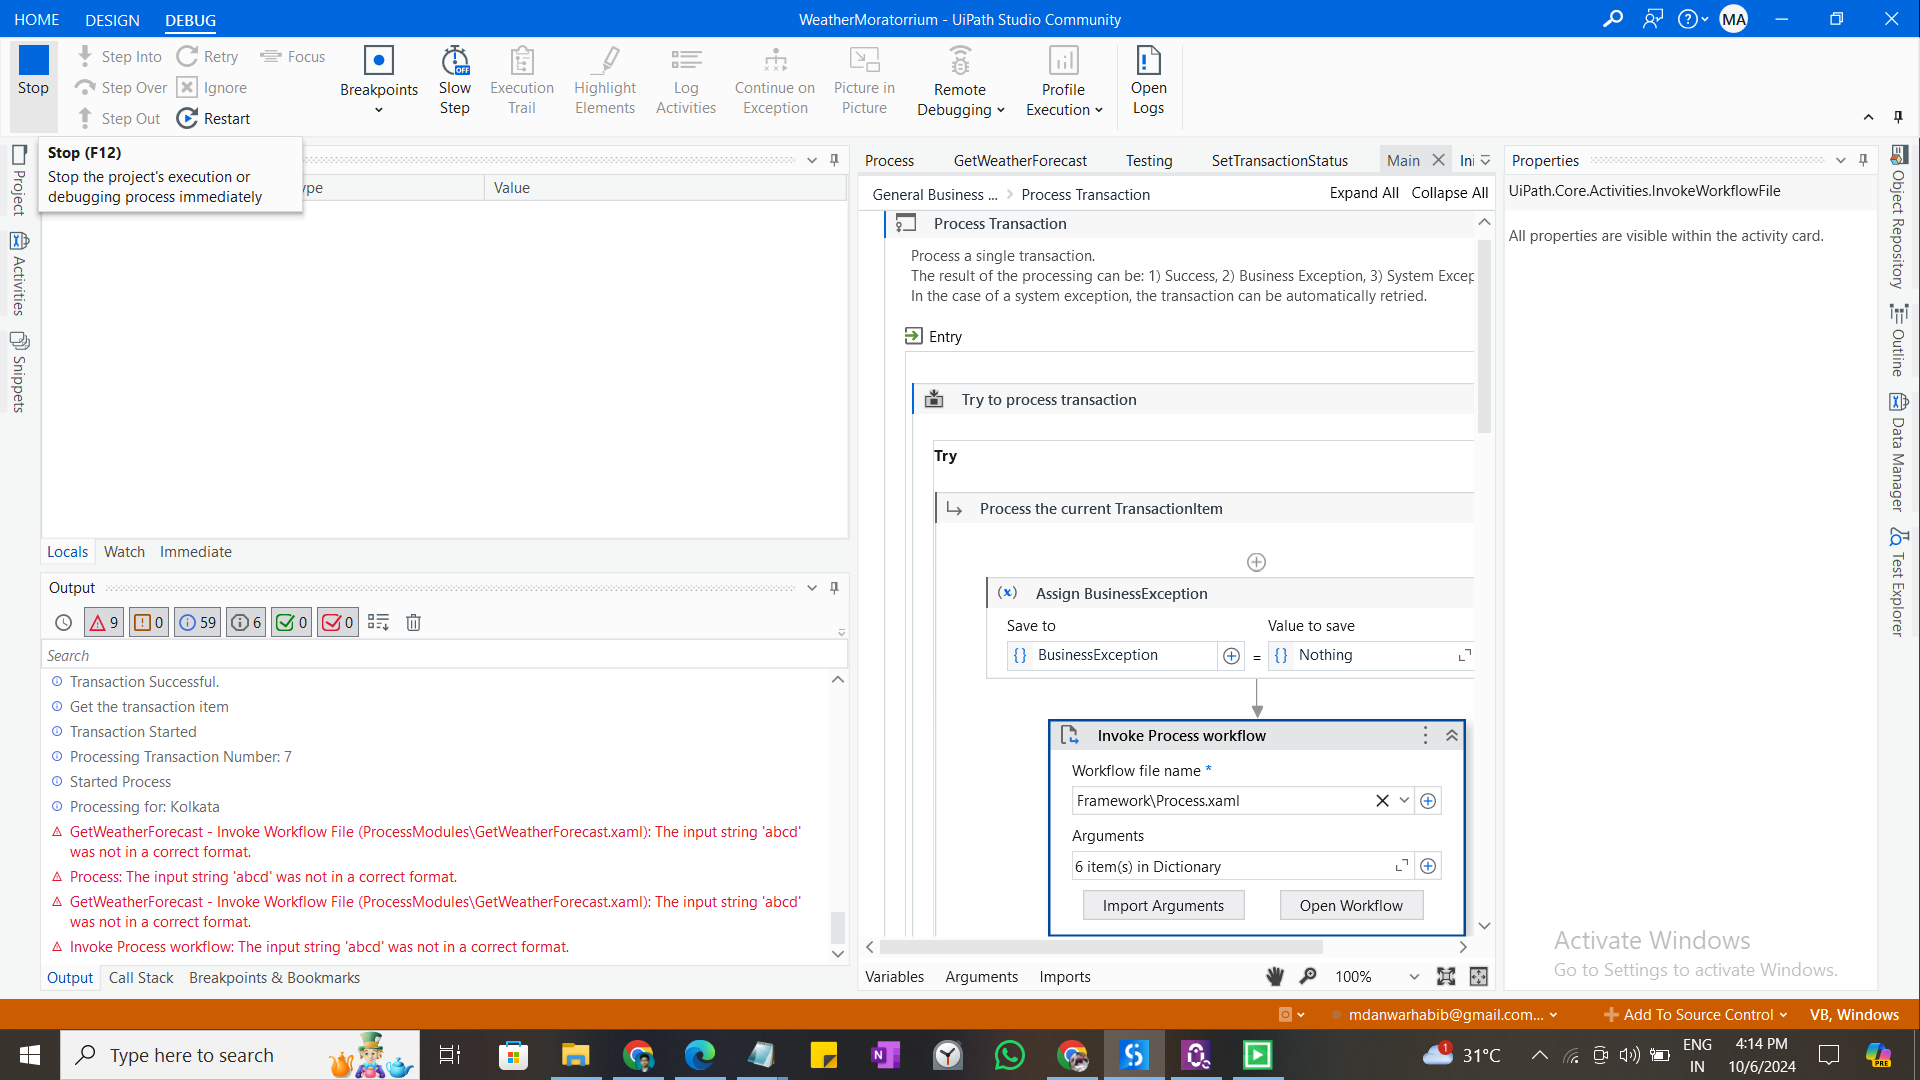 HOME DESIGN DEBUG
WeatherMoratorrium - UiPath Studio Community
MA
Stop
Step Into
Step Over
Step Out
Retry
Ignore
Restart
Focus
Breakpoints
OFF
Slow Step
Execution Trail
Highlight Elements
Log Activities
Continue on Exception
Picture in Picture
Remote Debugging
Profile Execution
Open Logs
Stop (F12)
Stop the project's execution or
debugging process immediately
Project
Activities
Snippets
ype
Value
Locals Watch Immediate
Output
9 0 59 6 0 0
Search
Transaction Successful.
Get the transaction item
Transaction Started
Processing Transaction Number: 7
Started Process
Processing for: Kolkata
GetWeatherForecast - Invoke Workflow File (ProcessModules\GetWeatherForecast.xaml): The input string 'abcd'
was not in a correct format.
Process: The input string 'abcd' was not in a correct format.
GetWeatherForecast - Invoke Workflow File (ProcessModules\GetWeatherForecast.xaml): The input string 'abcd'
was not in a correct format.
Invoke Process workflow: The input string 'abcd' was not in a correct format.
Output Call Stack Breakpoints & Bookmarks
Process GetWeatherForecast Testing SetTransactionStatus Main Ini
General Business ... > Process Transaction
Expand All Collapse All
Process Transaction
Process a single transaction.
The result of the processing can be: 1) Success, 2) Business Exception, 3) System Excep
In the case of a system exception, the transaction can be automatically retried.
Entry
Try to process transaction
Try
Process the current TransactionItem
(x) Assign BusinessException
Save to Value to save
{} BusinessException = {} Nothing
Invoke Process workflow
Workflow file name *
Framework\Process.xaml
Arguments
6 item(s) in Dictionary
Import Arguments Open Workflow
Variables Arguments Imports
100%
Properties
UiPath.Core.Activities.InvokeWorkflowFile
All properties are visible within the activity card.
Object Repository
Outline
Data Manager
Test Explorer
Activate Windows
Go to Settings to activate Windows.
mdanwarhabib@gmail.com...
Add To Source Control
VB, Windows
Type here to search
1
31°C
ENG
IN
4:14 PM
10/6/2024
PRE